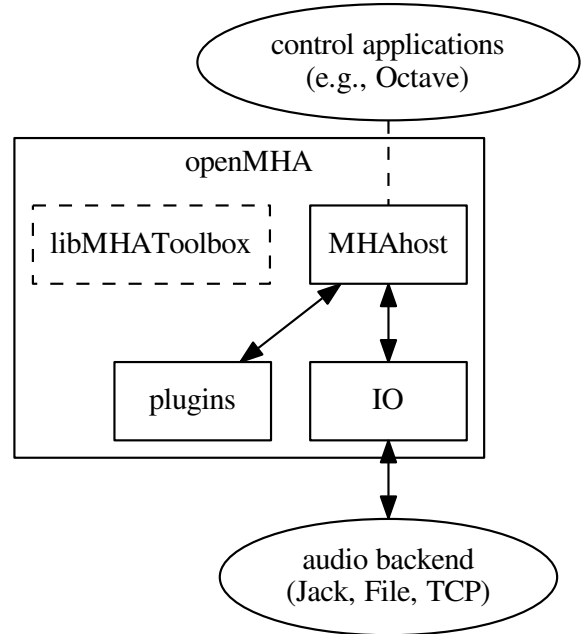 control applications
(e.g., Octave)
openMHA
libMHAToolbox
MHAhost
plugins
IO
audio backend
(Jack, File, TCP)